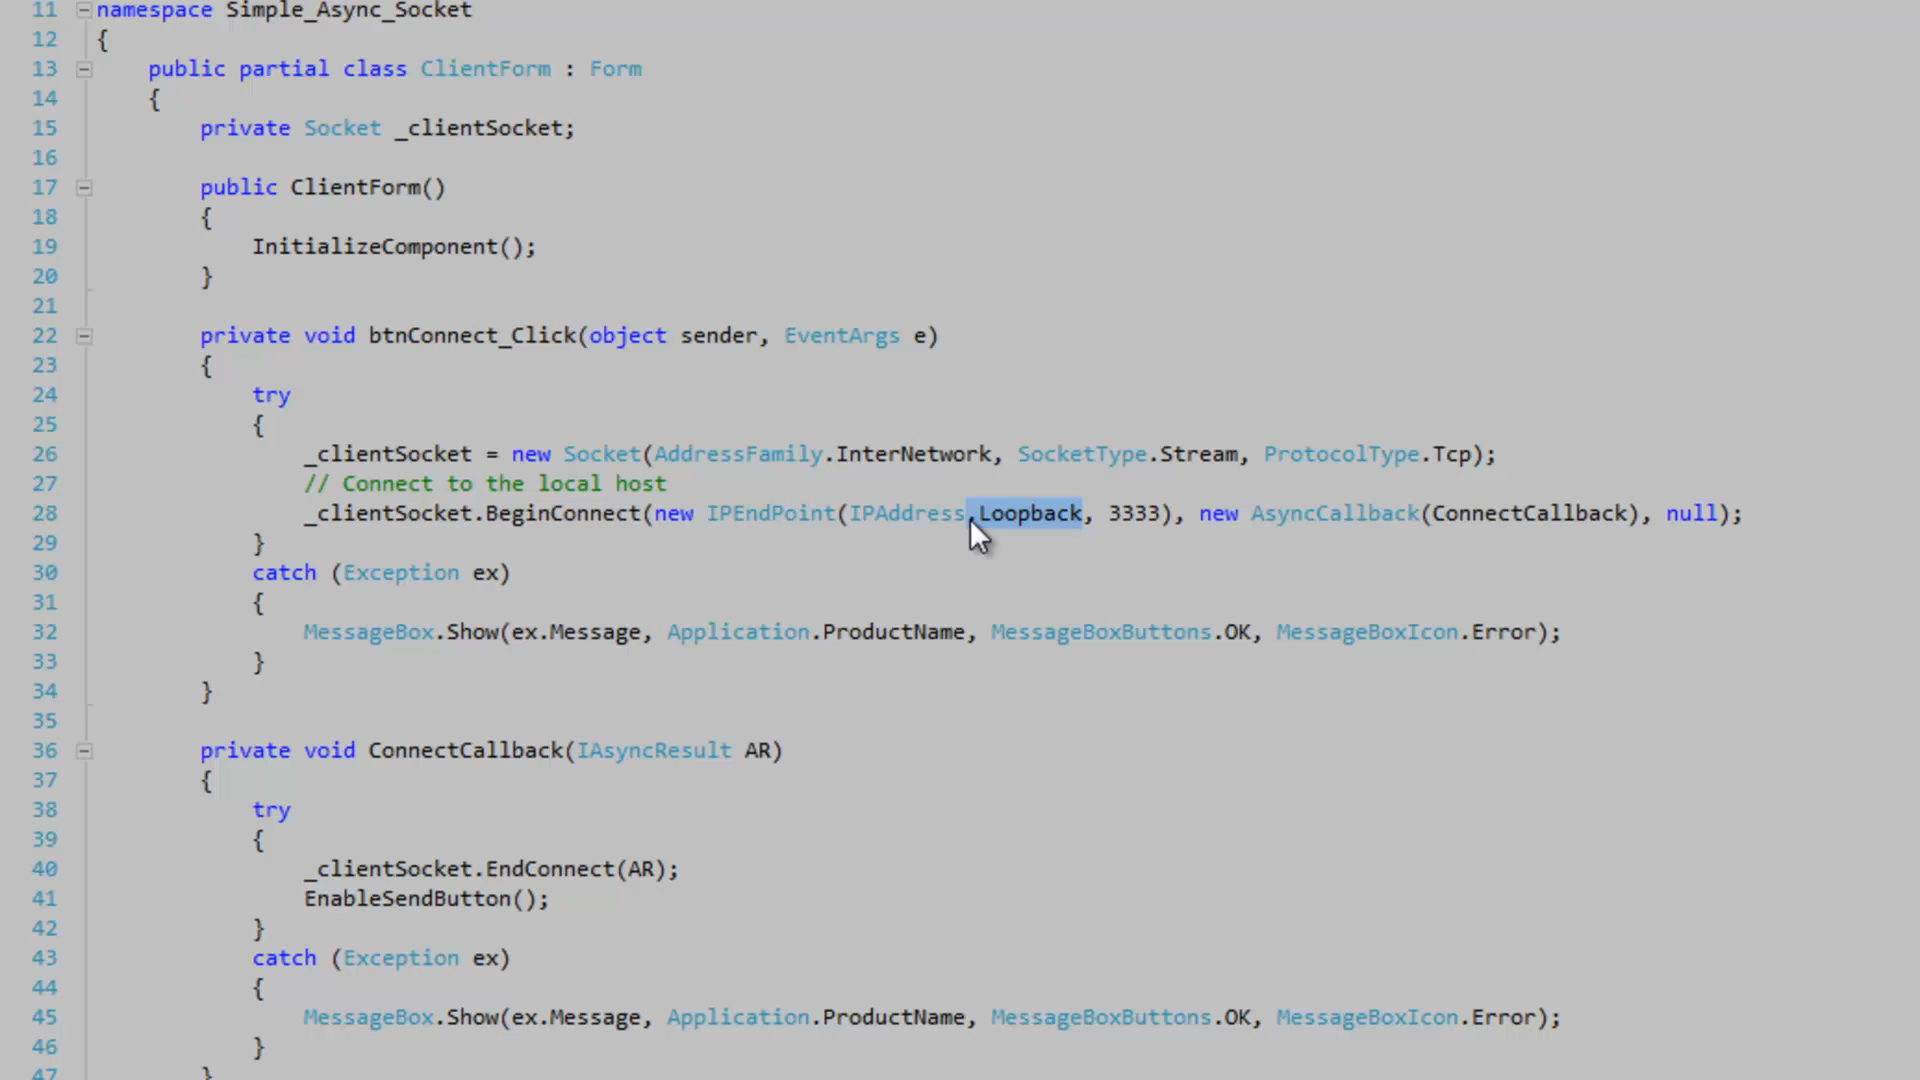 11 namespace Simple_Async_Socket
12 {
13 public partial class ClientForm : Form
14 {
15 private Socket _clientSocket;
16
17 public ClientForm()
18 {
19 InitializeComponent();
20 }
21
22 private void btnConnect_Click(object sender, EventArgs e)
23 {
24 try
25 {
26 _clientSocket = new Socket(AddressFamily.InterNetwork, SocketType.Stream, ProtocolType.Tcp);
27 // Connect to the local host
28 _clientSocket.BeginConnect(new IPEndPoint(IPAddress.Loopback, 3333), new AsyncCallback(ConnectCallback), null);
29 }
30 catch (Exception ex)
31 {
32 MessageBox.Show(ex.Message, Application.ProductName, MessageBoxButtons.OK, MessageBoxIcon.Error);
33 }
34 }
35
36 private void ConnectCallback(IAsyncResult AR)
37 {
38 try
39 {
40 _clientSocket.EndConnect(AR);
41 EnableSendButton();
42 }
43 catch (Exception ex)
44 {
45 MessageBox.Show(ex.Message, Application.ProductName, MessageBoxButtons.OK, MessageBoxIcon.Error);
46 }
47 }